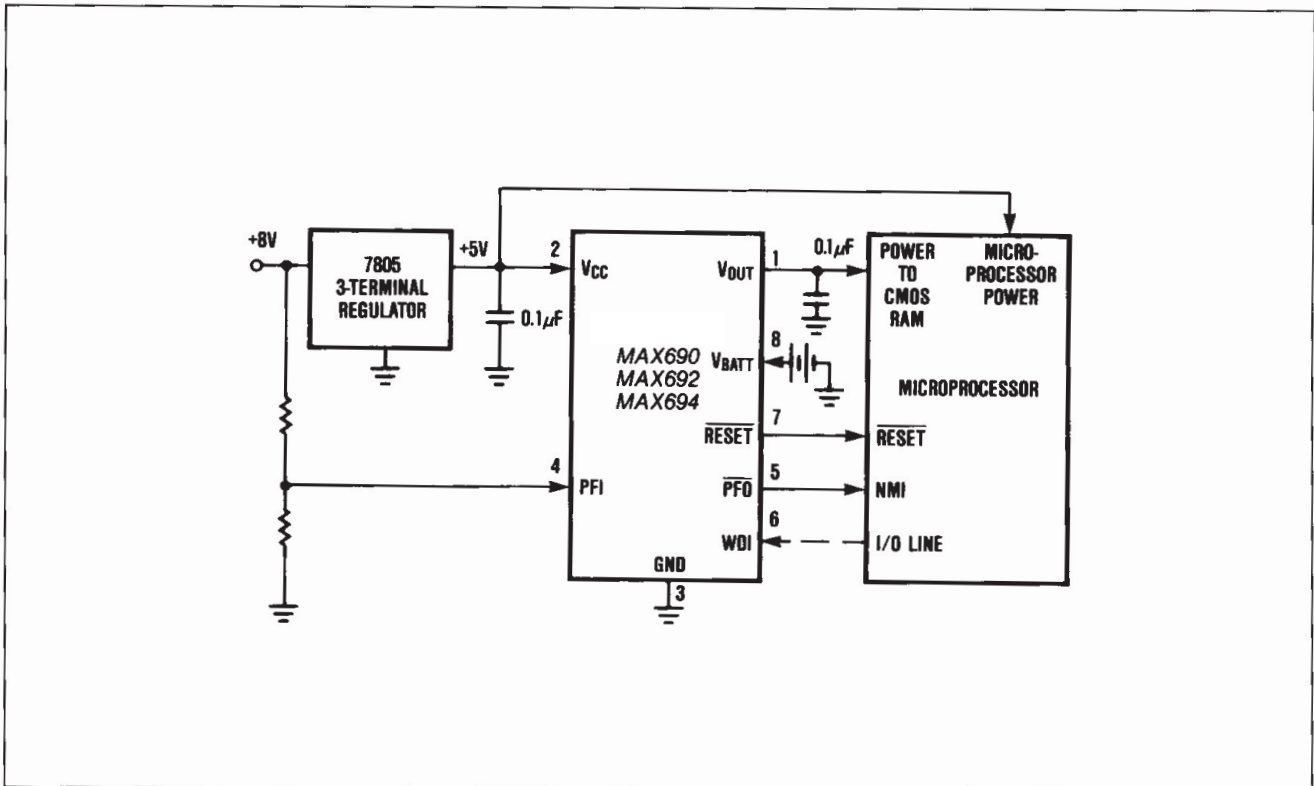 +8V
7805
3-TERMINAL
REGULATOR
+5V
0.1μF
2
VCC
4
PFI
MAX690
MAX692
MAX694
GND
3
VOUT
1
0.1μF
VBATT
8
RESET
7
PFO
5
WDI
6
POWER
TO
CMOS
RAM
MICRO-
PROCESSOR
POWER
MICROPROCESSOR
RESET
NMI
I/O LINE